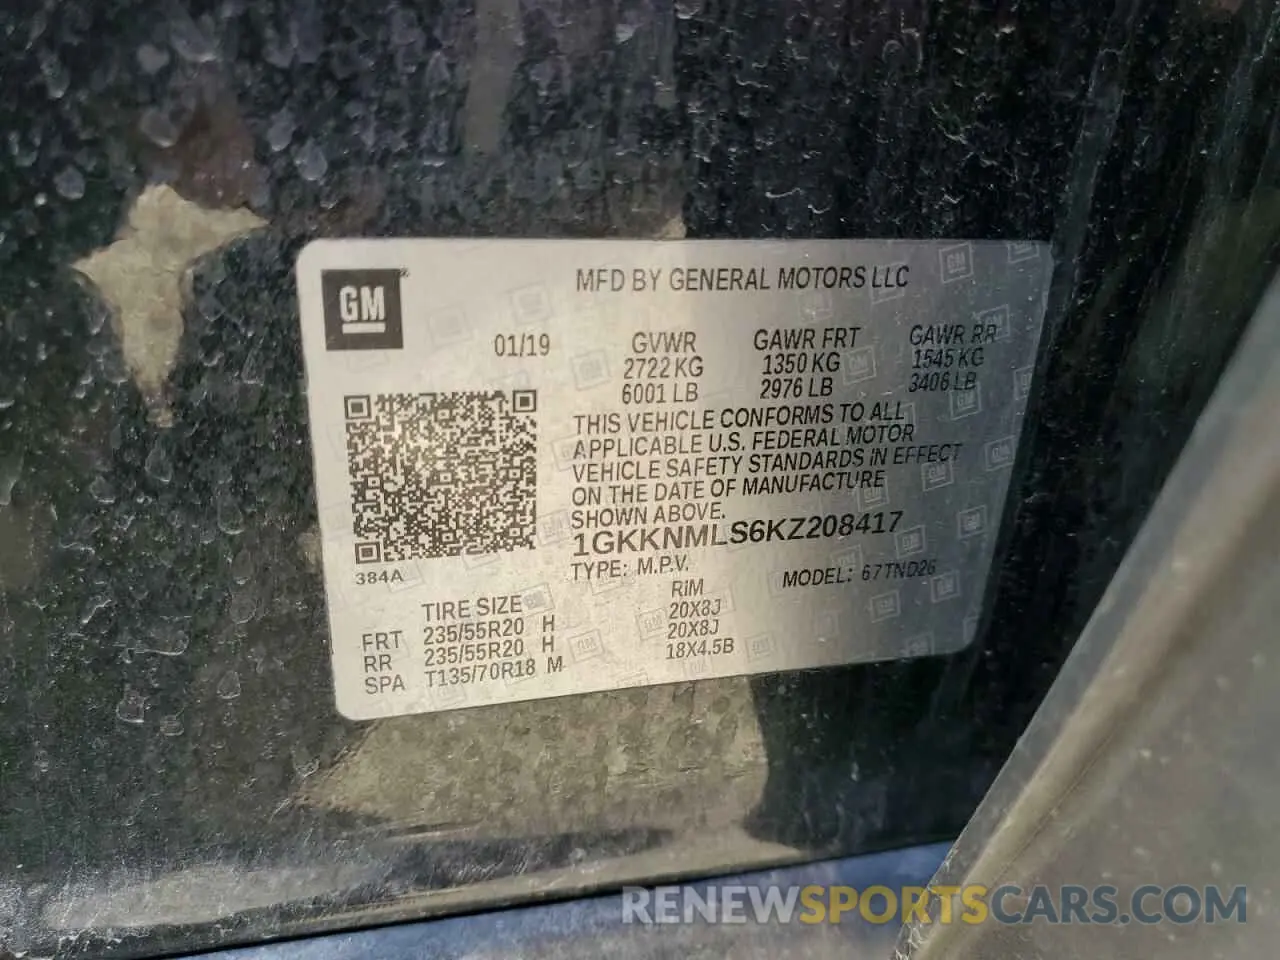 GM
MFD BY GENERAL MOTORS LLC
01/19 GVWR GAWR FRT GAWR RR
2722 KG 1350 KG 1545 KG
6001 LB 2976 LB 3406 LB
THIS VEHICLE CONFORMS TO ALL
APPLICABLE U.S. FEDERAL MOTOR
VEHICLE SAFETY STANDARDS IN EFFECT
ON THE DATE OF MANUFACTURE
SHOWN ABOVE.
1GKKNMLS6KZ208417
TYPE: M.P.V. MODEL: 67TND26
384A
TIRE SIZE RIM
FRT 235/55R20 H 20X8J
RR 235/55R20 H 20X8J
SPA T135/70R18 M 18X4.5B
RENEWSPORTSCARS.COM